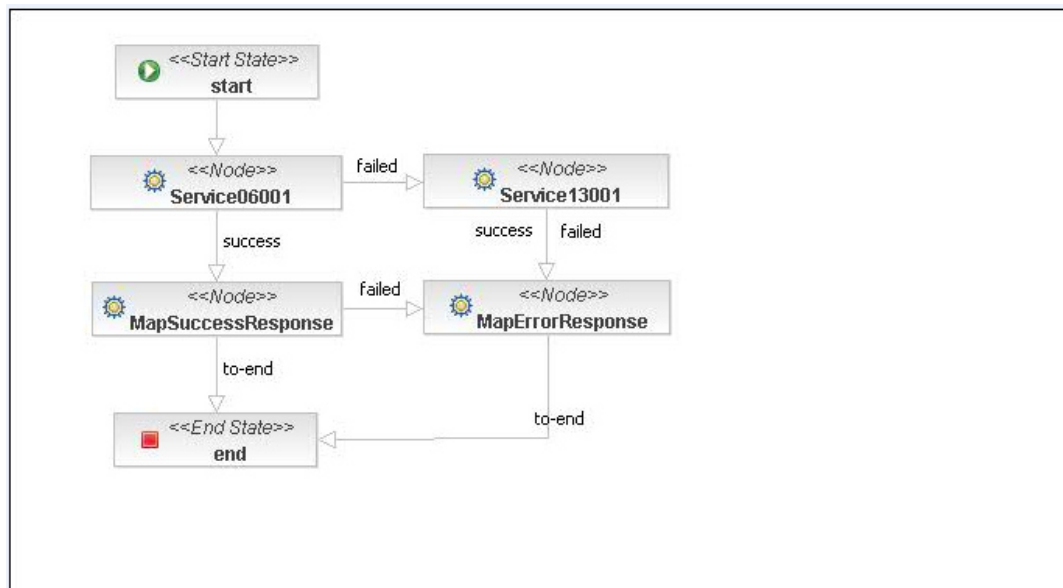 <<Start State>>
start
<<Node>>
Service06001
failed
<<Node>>
Service13001
success
success
failed
<<Node>>
MapSuccessResponse
failed
<<Node>>
MapErrorResponse
to-end
to-end
<<End State>>
end